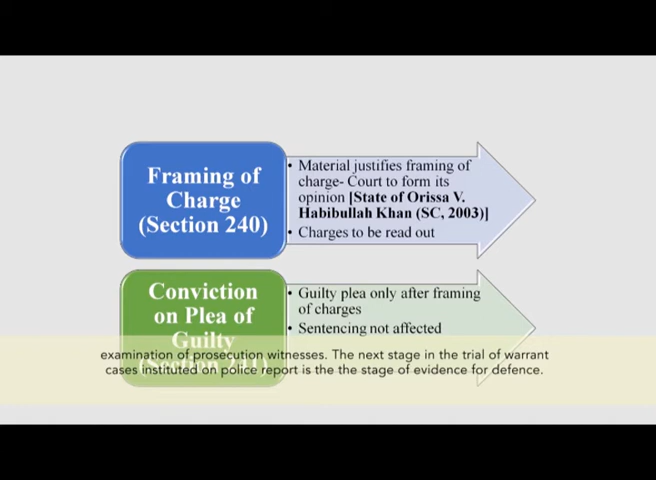 Framing of
Charge
(Section 240)
• Material justifies framing of
charge- Court to form its
opinion [State of Orissa V.
Habibullah Khan (SC, 2003)]
• Charges to be read out
Conviction
on Plea of
Guilty
(Section 241)
• Guilty plea only after framing
of charges
• Sentencing not affected
examination of prosecution witnesses. The next stage in the trial of warrant
cases instituted on police report is the the stage of evidence for defence.